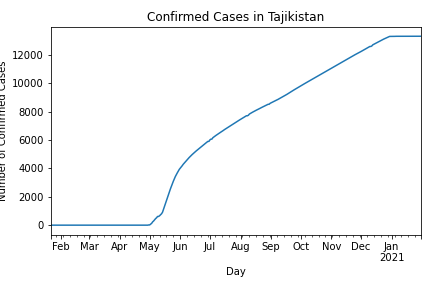 Confirmed Cases in Tajikistan
Number of Confirmed Cases
12000
10000
8000
6000
4000
2000
0
Feb Mar Apr May Jun Jul Aug Sep Oct Nov Dec Jan
2021
Day